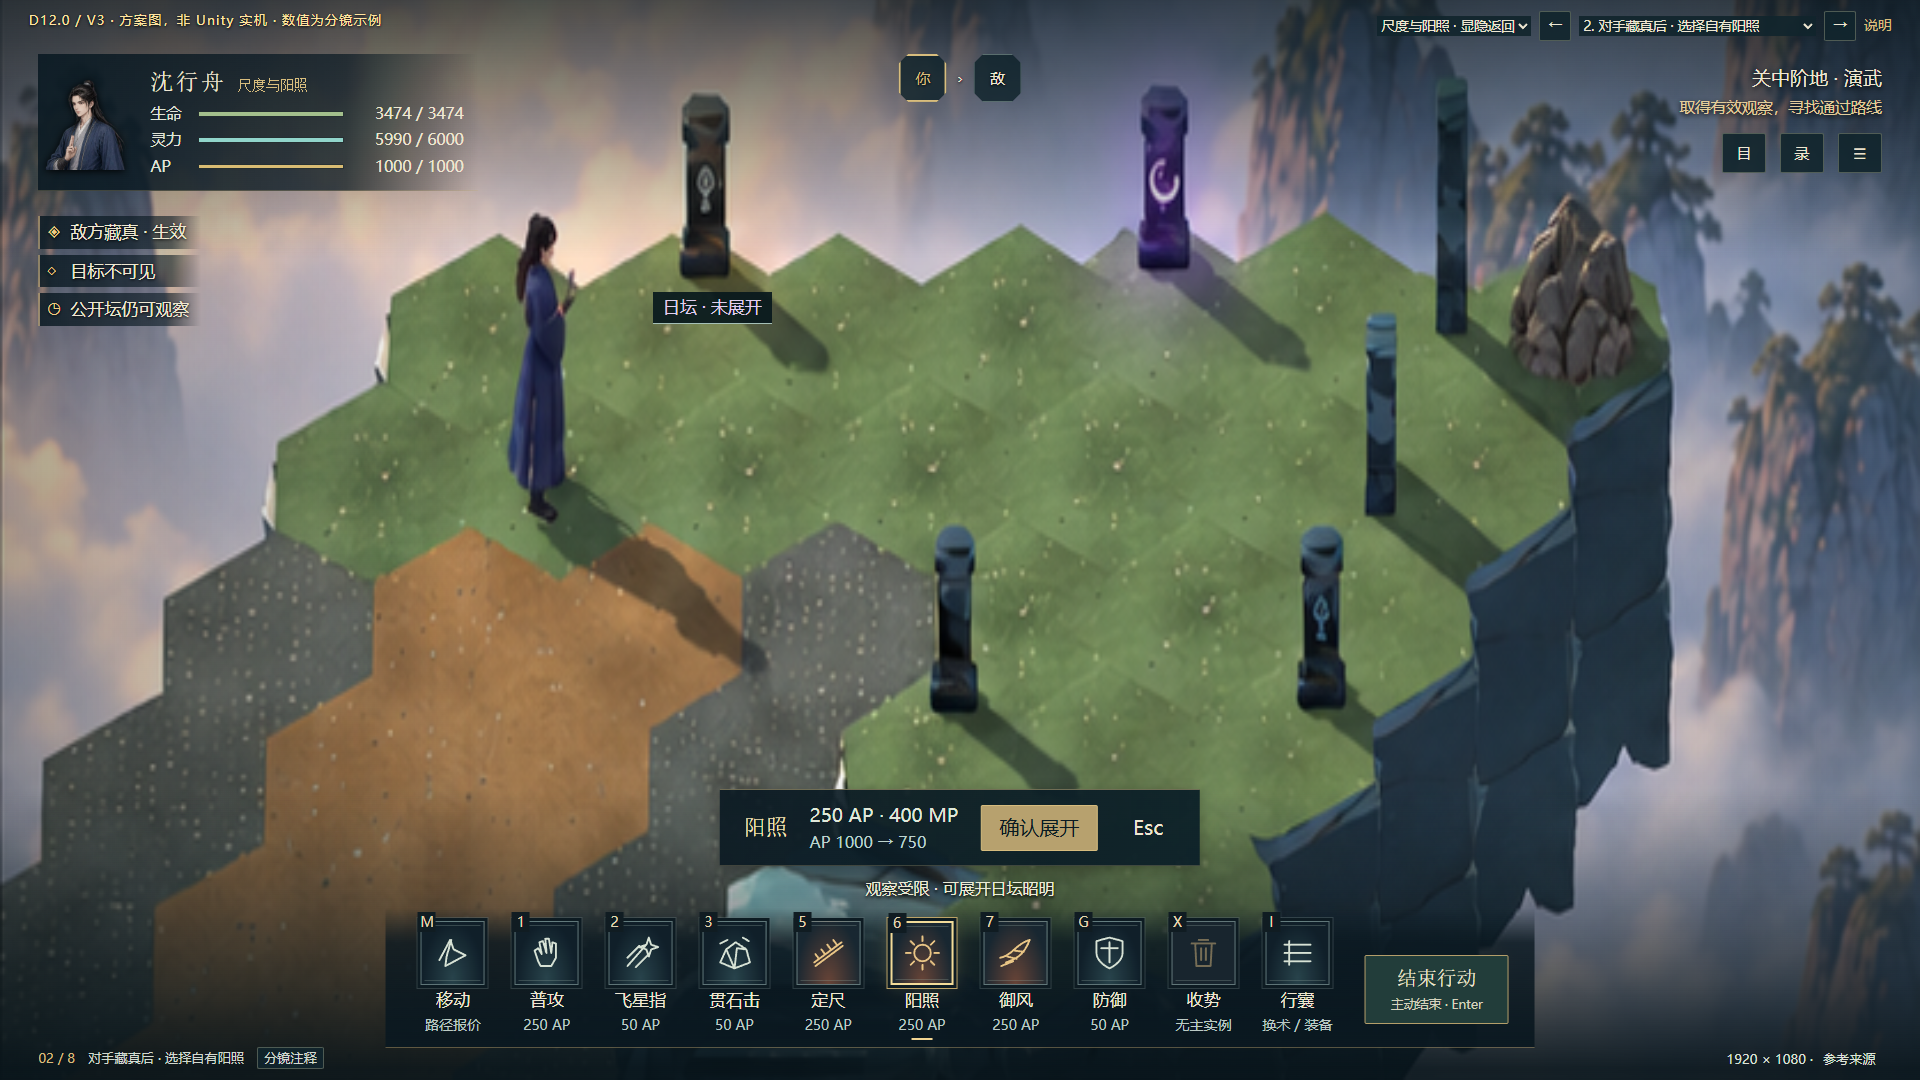 D12.0 / V3 · 方案图，非 Unity 实机 · 数值为分镜示例
尺度与阳照 · 显隐返回
←
2. 对手藏真后 · 选择自有阳照
→
说明
沈行舟 尺度与阳照
生命 3474 / 3474
灵力 5990 / 6000
AP 1000 / 1000
你 › 敌
关中阶地 · 演武
取得有效观察，寻找通过路线
目 录 ☰
敌方藏真 · 生效
目标不可见
公开坛仍可观察
日坛 · 未展开
阳照
250 AP · 400 MP
AP 1000 → 750
确认展开
Esc
观察受限 · 可展开日坛昭明
M 移动 路径报价
1 普攻 250 AP
2 飞星指 50 AP
3 贯石击 50 AP
5 定尺 250 AP
6 阳照 250 AP
7 御风 250 AP
G 防御 50 AP
X 收势 无主实例
I 行囊 换术 / 装备
结束行动
主动结束 · Enter
02 / 8 对手藏真后 · 选择自有阳照 分镜注释
1920 × 1080 · 参考来源